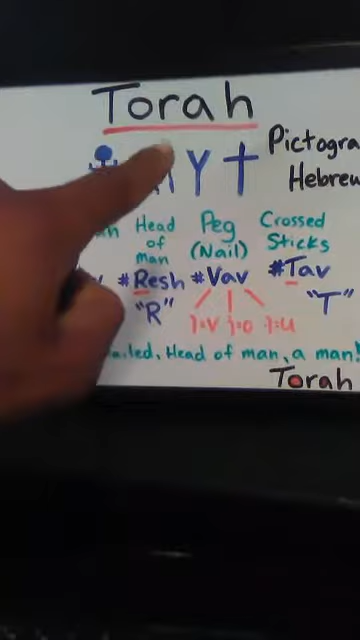 Torah
Pictogra
Hebrew
Head of man
Peg (Nail)
Crossed Sticks
#Resh
#Vav
#Tav
"R"
"T"
ailed, Head of man, a man!
Torah